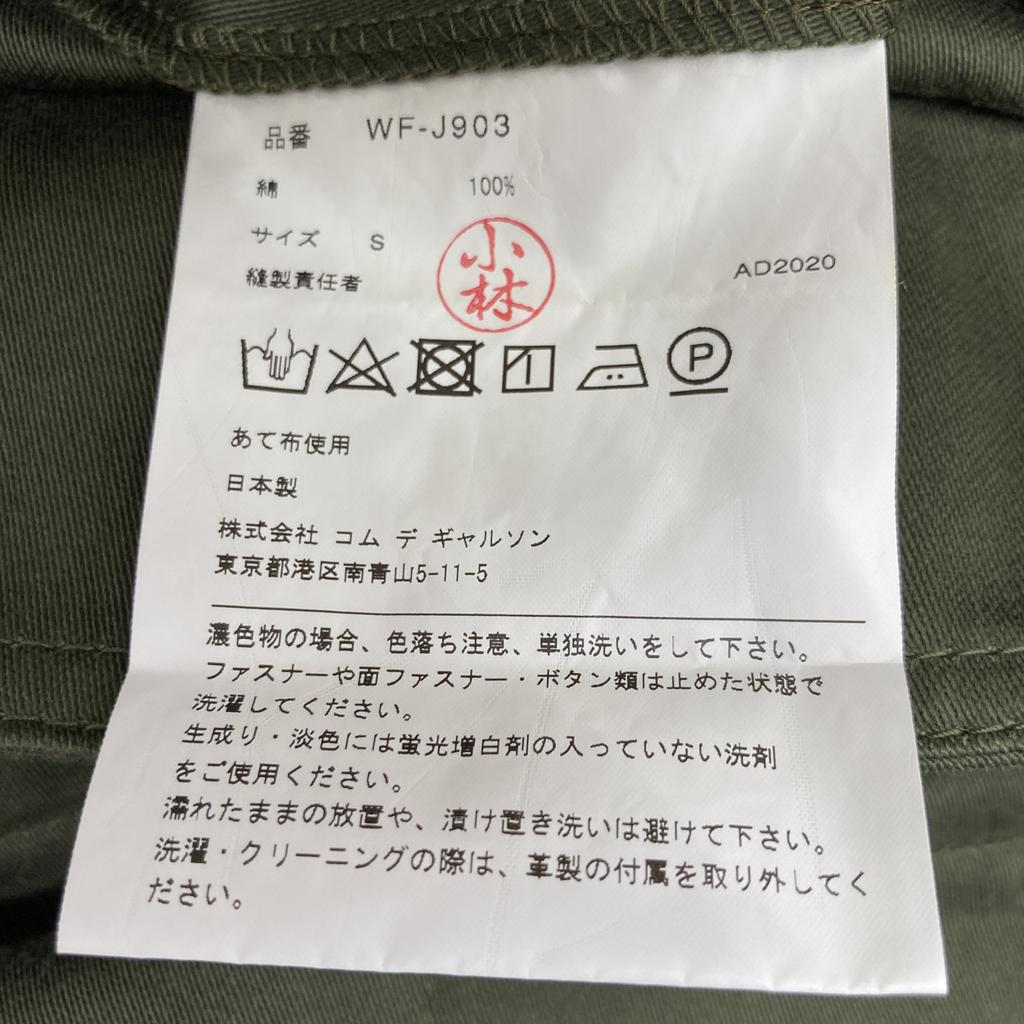 品番 WF-J903
綿 100%
サイズ S
縫製責任者
小林
AD2020
P
あて布使用
日本製
株式会社 コム デ ギャルソン
東京都港区南青山5-11-5
濃色物の場合、色落ち注意、単独洗いをして下さい。
ファスナーや面ファスナー・ボタン類は止めた状態で
洗濯してください。
生成り・淡色には蛍光増白剤の入っていない洗剤
をご使用ください。
濡れたままの放置や、漬け置き洗いは避けて下さい。
洗濯・クリーニングの際は、革製の付属を取り外してく
ださい。